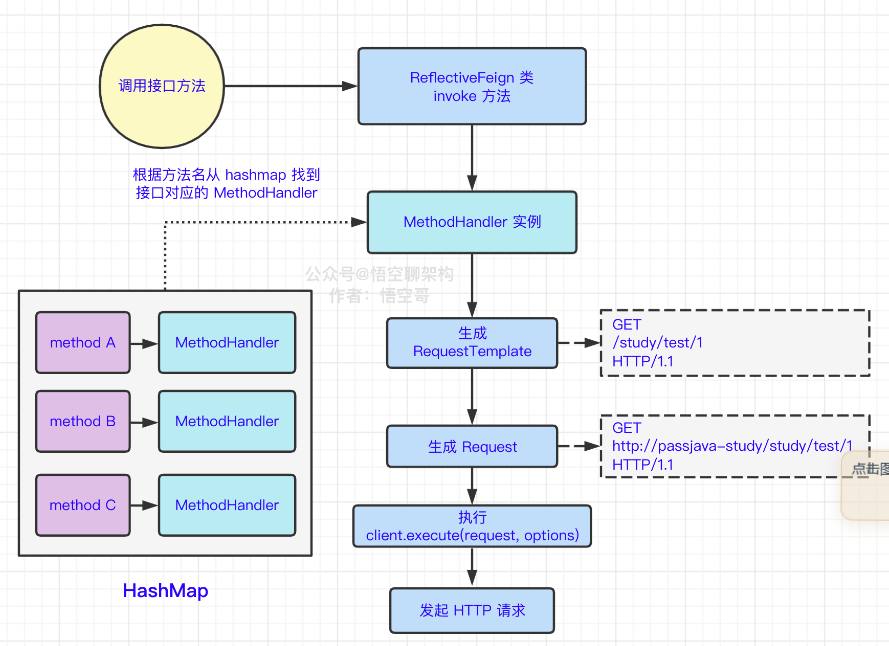 调用接口方法
ReflectiveFeign 类
invoke 方法
根据方法名从 hashmap 找到
接口对应的 MethodHandler
MethodHandler 实例
公众号@悟空聊架构
作者：悟空哥
method A
MethodHandler
method B
MethodHandler
method C
MethodHandler
HashMap
生成
RequestTemplate
GET
/study/test/1
HTTP/1.1
生成 Request
GET
http://passjava-study/study/test/1
HTTP/1.1
点击图
执行
client.execute(request, options)
发起 HTTP 请求